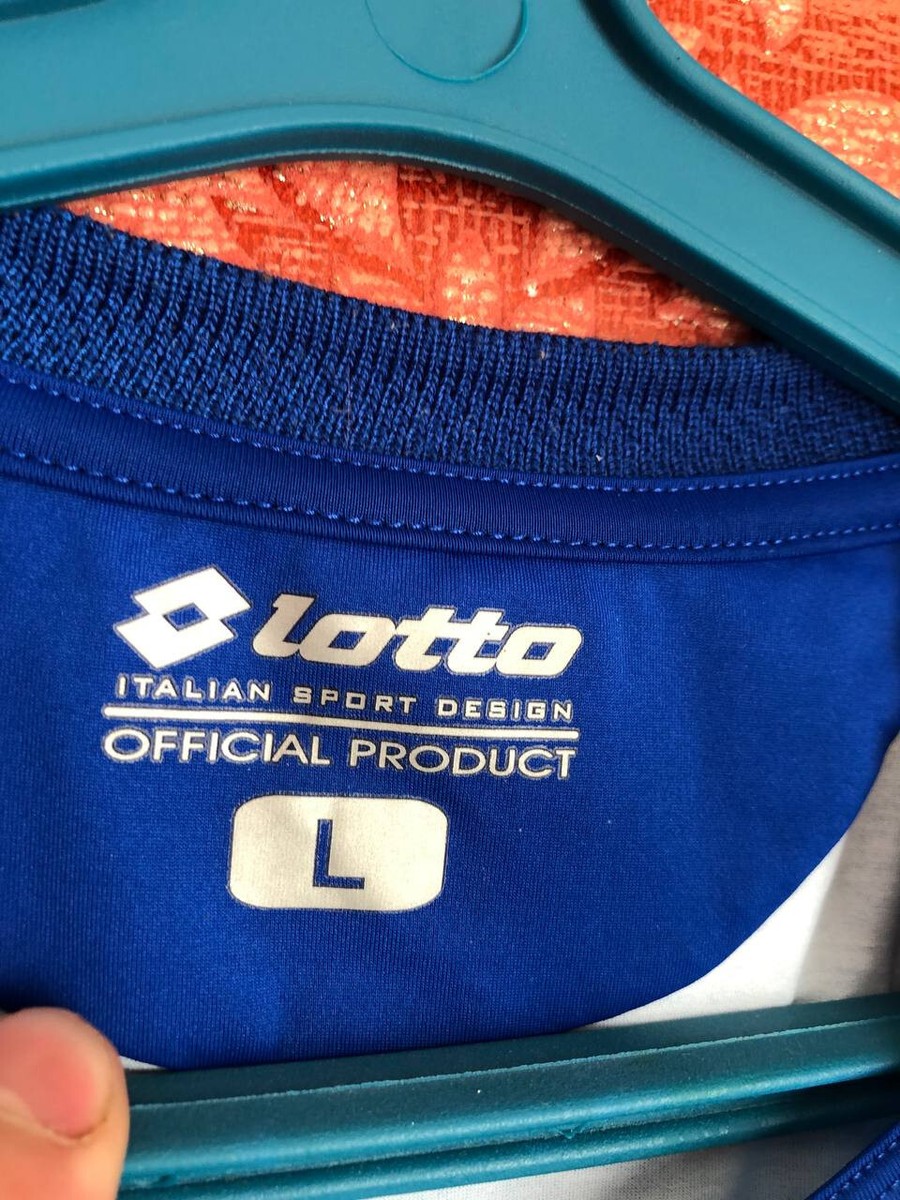 lotto
ITALIAN SPORT DESIGN
OFFICIAL PRODUCT
L